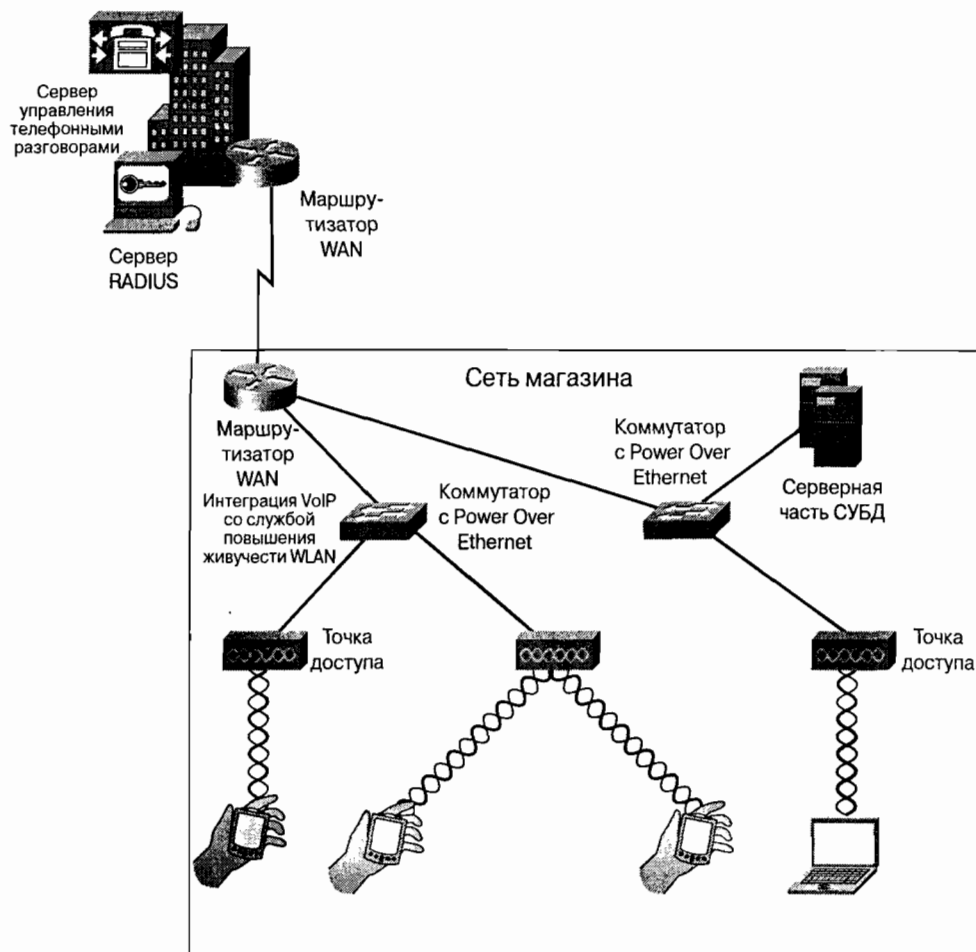 Сервер
управления
телефонными
разговорами
Маршру-
тизатор
WAN
Сервер
RADIUS
Сеть магазина
Маршру-
тизатор
WAN
Интеграция VoIP
со службой
повышения
живучести WLAN
Коммутатор
с Power Over
Ethernet
Коммутатор
с Power Over
Ethernet
Серверная
часть СУБД
Точка
доступа
Точка
доступа